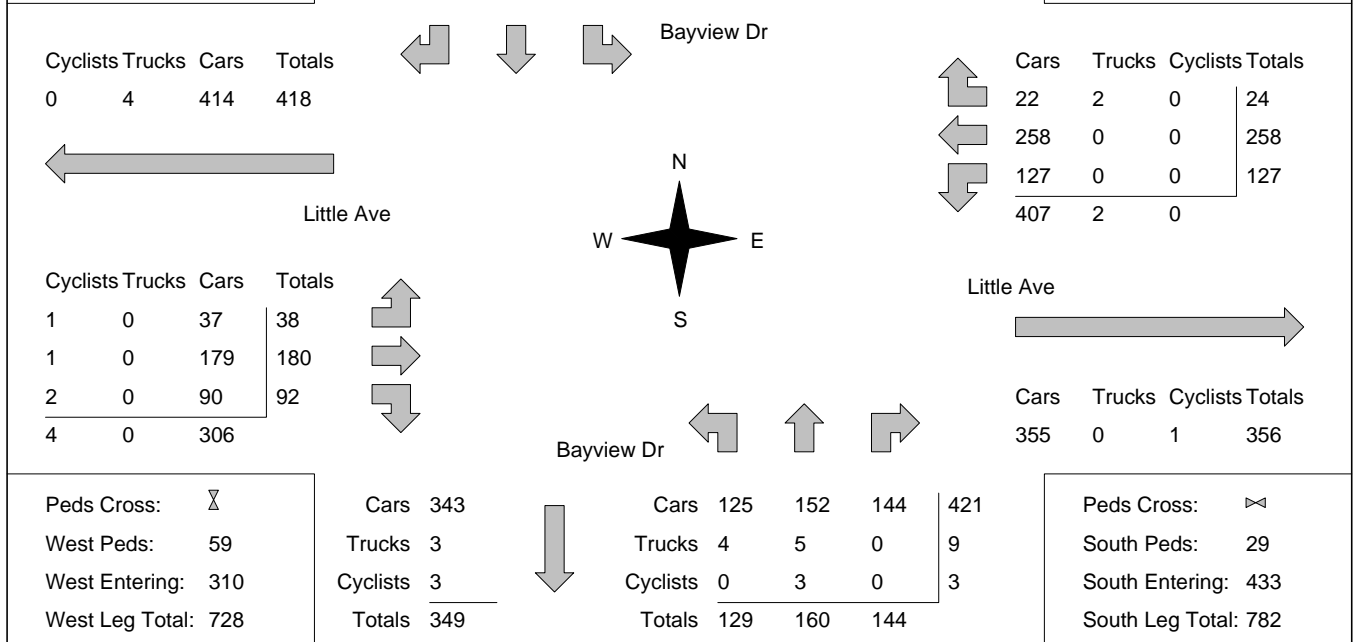 Bayview Dr
Cyclists Trucks Cars Totals
0 4 414 418
Cars Trucks Cyclists Totals
22 2 0 24
258 0 0 258
127 0 0 127
407 2 0
Little Ave
N
W E
S
Cyclists Trucks Cars Totals
1 0 37 38
1 0 179 180
2 0 90 92
4 0 306
Little Ave
Cars Trucks Cyclists Totals
355 0 1 356
Bayview Dr
Peds Cross:
West Peds: 59
West Entering: 310
West Leg Total: 728
Cars 343
Trucks 3
Cyclists 3
Totals 349
Cars 125 152 144 421
Trucks 4 5 0 9
Cyclists 0 3 0 3
Totals 129 160 144
Peds Cross:
South Peds: 29
South Entering: 433
South Leg Total: 782